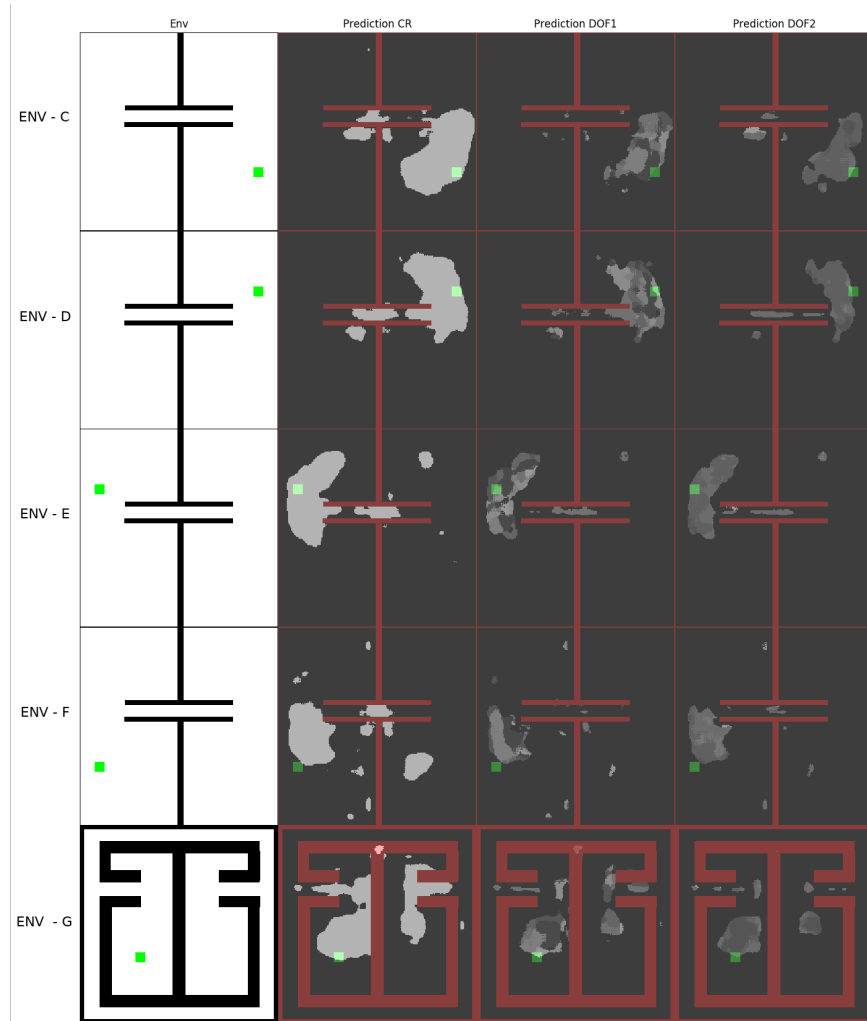 Env Prediction CR Prediction DOF1 Prediction DOF2
ENV - C
ENV - D
ENV - E
ENV - F
ENV - G